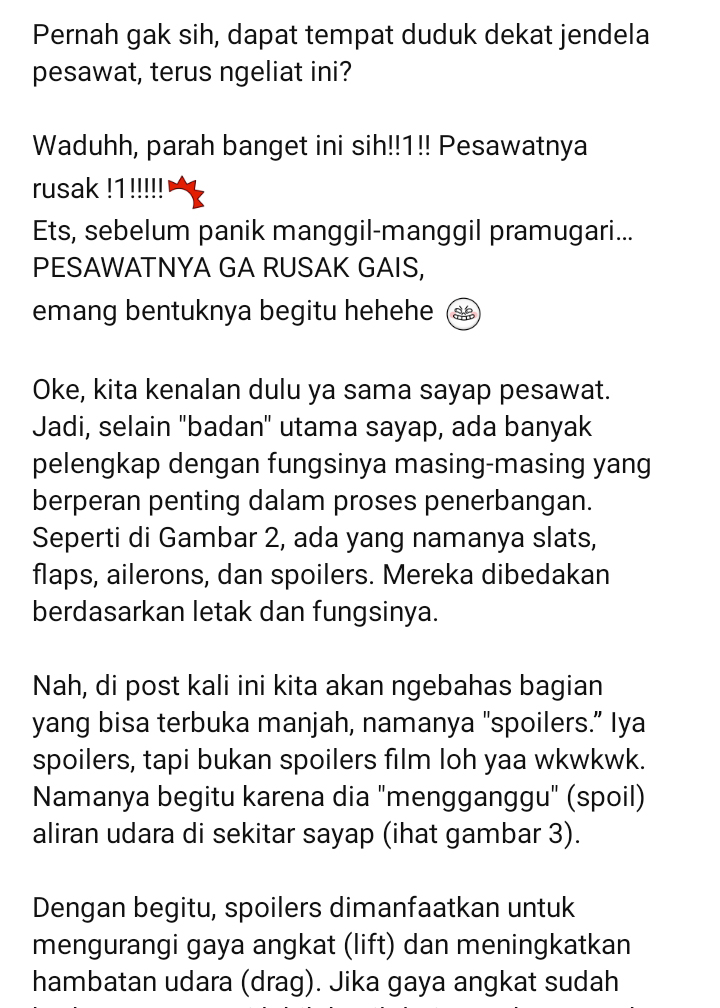 Pernah gak sih, dapat tempat duduk dekat jendela
pesawat, terus ngeliat ini?
Waduhh, parah banget ini sih!!1!! Pesawatnya
rusak !1!!!!!
Ets, sebelum panik manggil-manggil pramugari...
PESAWATNYA GA RUSAK GAIS,
emang bentuknya begitu hehehe
Oke, kita kenalan dulu ya sama sayap pesawat.
Jadi, selain "badan" utama sayap, ada banyak
pelengkap dengan fungsinya masing-masing yang
berperan penting dalam proses penerbangan.
Seperti di Gambar 2, ada yang namanya slats,
flaps, ailerons, dan spoilers. Mereka dibedakan
berdasarkan letak dan fungsinya.
Nah, di post kali ini kita akan ngebahas bagian
yang bisa terbuka manjah, namanya "spoilers.” Iya
spoilers, tapi bukan spoilers film loh yaa wkwkwk.
Namanya begitu karena dia "mengganggu" (spoil)
aliran udara di sekitar sayap (ihat gambar 3).
Dengan begitu, spoilers dimanfaatkan untuk
mengurangi gaya angkat (lift) dan meningkatkan
hambatan udara (drag). Jika gaya angkat sudah